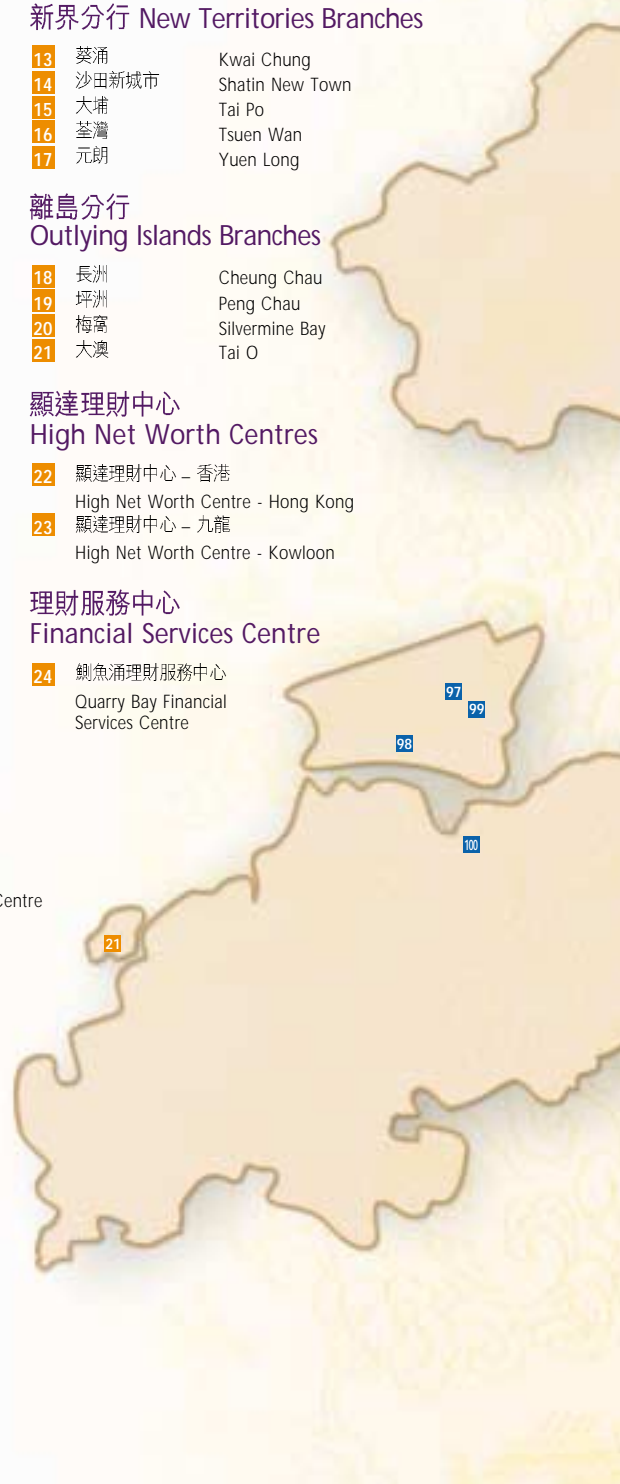 新界分行 New Territories Branches
13 葵涌 Kwai Chung
14 沙田新城市 Shatin New Town
15 大埔 Tai Po
16 荃灣 Tsuen Wan
17 元朗 Yuen Long
離島分行
Outlying Islands Branches
18 長洲 Cheung Chau
19 坪洲 Peng Chau
20 梅窩 Silvermine Bay
21 大澳 Tai O
顯達理財中心
High Net Worth Centres
22 顯達理財中心 – 香港
High Net Worth Centre - Hong Kong
23 顯達理財中心 – 九龍
High Net Worth Centre - Kowloon
理財服務中心
Financial Services Centre
24 鰂魚涌理財服務中心
Quarry Bay Financial
Services Centre
97
99
98
100
Centre
21